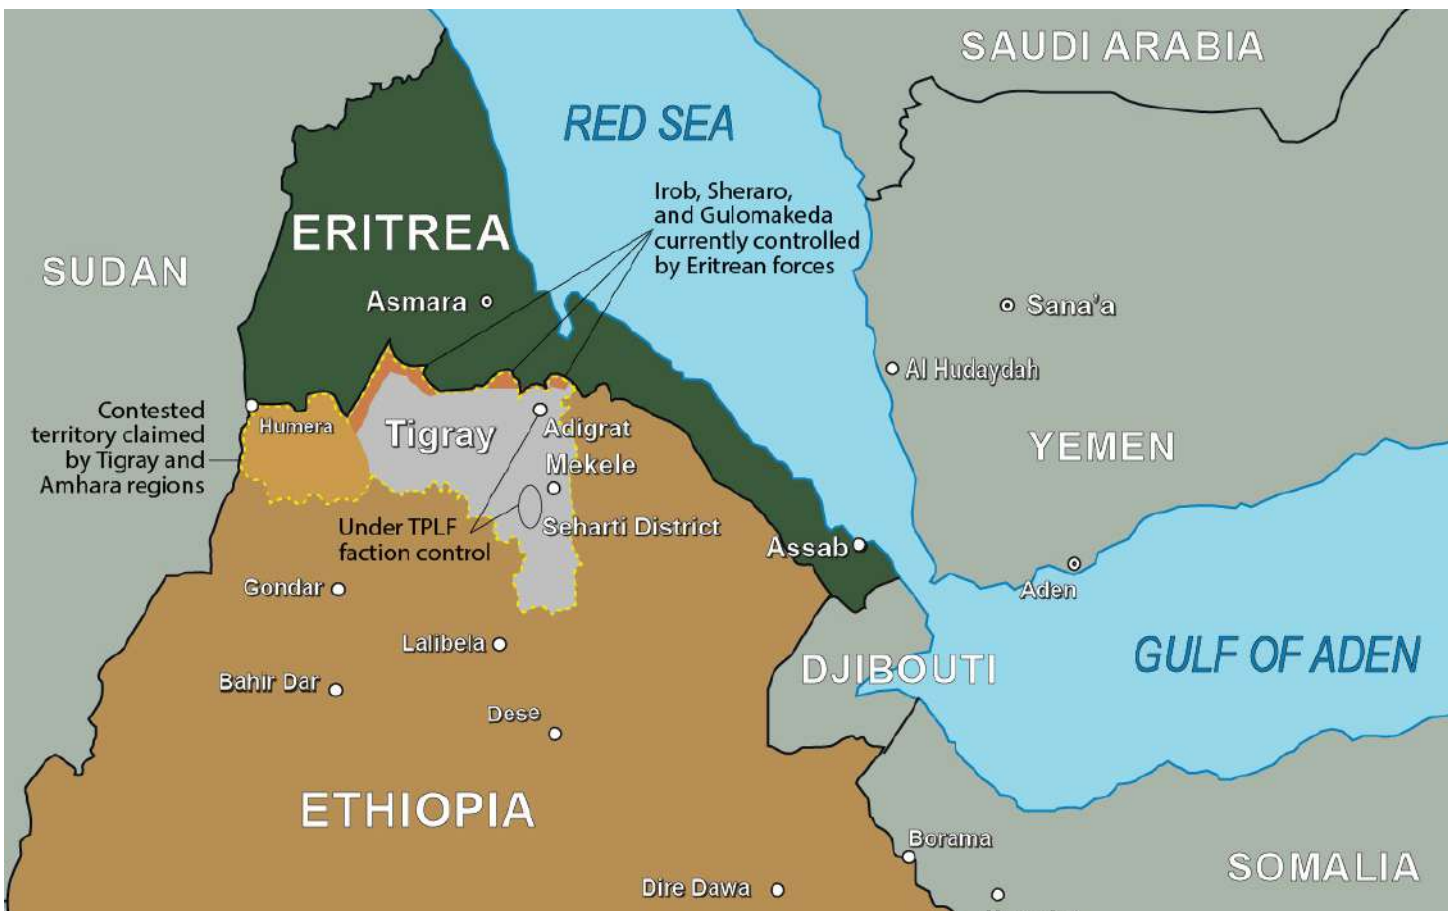 SAUDI ARABIA
RED SEA
Irob, Sheraro,
and Gulomakeda
currently controlled
by Eritrean forces
ERITREA
SUDAN
Asmara
Sana'a
Al Hudaydah
Contested
territory claimed
by Tigray and
Amhara regions
Humera
Tigray
Adigrat
Mekele
YEMEN
Under TPLF
faction control
Seharti District
Assab
Aden
Gondar
Lalibela
DJIBOUTI
GULF OF ADEN
Bahir Dar
Dese
ETHIOPIA
Borama
SOMALIA
Dire Dawa